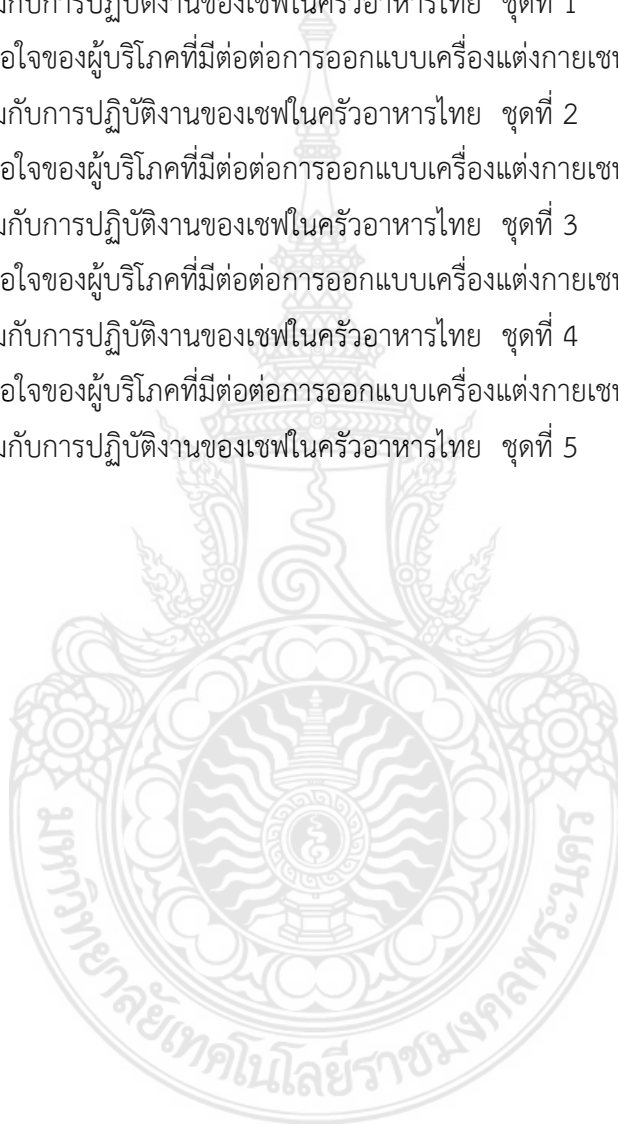 มกับการปฏิบัติงานของเชฟในครัวอาหารไทย ชุดที่ 1
อใจของผู้บริโภคที่มีต่อต่อการออกแบบเครื่องแต่งกายเชฟ
มกับการปฏิบัติงานของเชฟในครัวอาหารไทย ชุดที่ 2
อใจของผู้บริโภคที่มีต่อต่อการออกแบบเครื่องแต่งกายเชฟ
มกับการปฏิบัติงานของเชฟในครัวอาหารไทย ชุดที่ 3
อใจของผู้บริโภคที่มีต่อต่อการออกแบบเครื่องแต่งกายเชฟ
มกับการปฏิบัติงานของเชฟในครัวอาหารไทย ชุดที่ 4
อใจของผู้บริโภคที่มีต่อต่อการออกแบบเครื่องแต่งกายเชฟ
มกับการปฏิบัติงานของเชฟในครัวอาหารไทย ชุดที่ 5
มหาวิทยาลัยเทคโนโลยีราชมงคลพระนคร